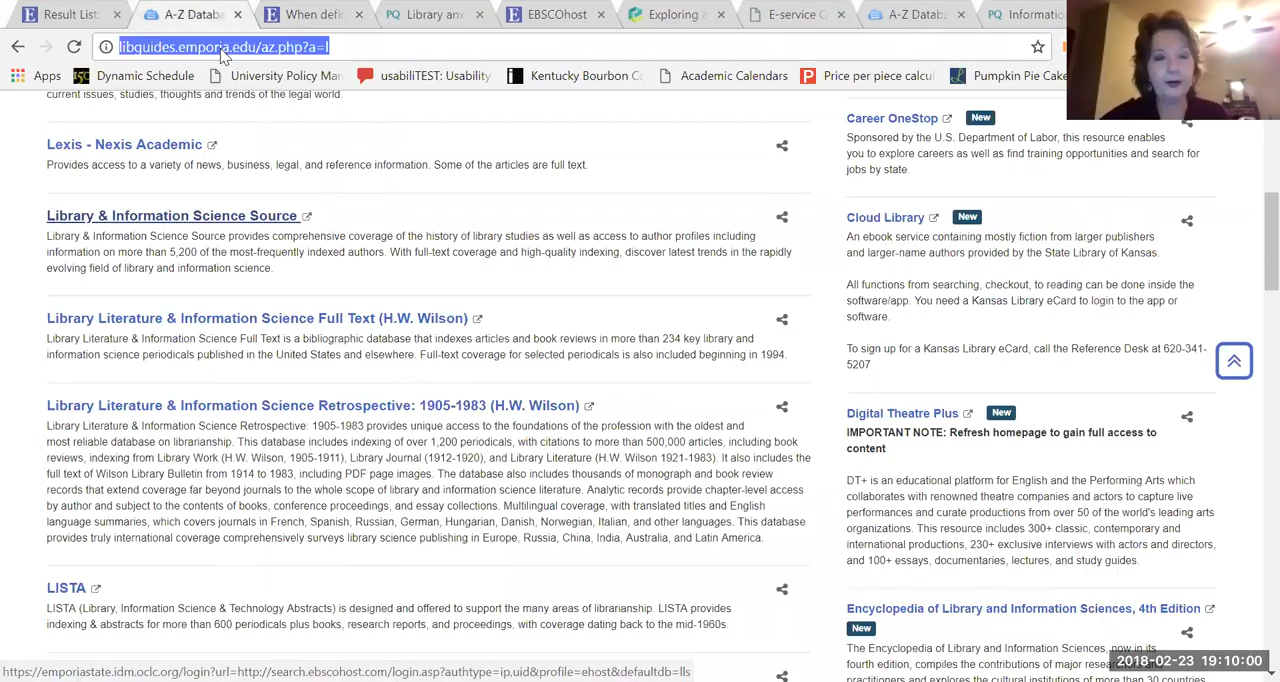 Result List
A-Z Datab
When defi
PQ Library anx
EBSCOhost
Exploring a
E-service Q
A-Z Datab
PQ Informatio
libguides.emporia.edu/az.php?a=l
Apps
Dynamic Schedule
University Policy Man
usabiliTEST: Usability
Kentucky Bourbon Ca
Academic Calendars
Price per piece calcul
Pumpkin Pie Cake
current issues, studies, thoughts and trends of the legal world.
Lexis - Nexis Academic
Provides access to a variety of news, business, legal, and reference information. Some of the articles are full text.
Library & Information Science Source
Library & Information Science Source provides comprehensive coverage of the history of library studies as well as access to author profiles including
information on more than 5,200 of the most-frequently indexed authors. With full-text coverage and high-quality indexing, discover latest trends in the rapidly
evolving field of library and information science.
Library Literature & Information Science Full Text (H.W. Wilson)
Library Literature & Information Science Full Text is a bibliographic database that indexes articles and book reviews in more than 234 key library and
information science periodicals published in the United States and elsewhere. Full-text coverage for selected periodicals is also included beginning in 1994.
Library Literature & Information Science Retrospective: 1905-1983 (H.W. Wilson)
Library Literature & Information Science Retrospective: 1905-1983 provides unique access to the foundations of the profession with the oldest and
most reliable database on librarianship. This database includes indexing of over 1,200 periodicals, with citations to more than 500,000 articles, including book
reviews, indexing from Library Work (H.W. Wilson, 1905-1911), Library Journal (1912-1920), and Library Literature (H.W. Wilson 1921-1983). It also includes the
full text of Wilson Library Bulletin from 1914 to 1983, including PDF page images. The database also includes thousands of monograph and book review
records that extend coverage far beyond journals to the whole scope of library and information science literature. Analytic records provide chapter-level access
by author and subject to the contents of books, conference proceedings, and essay collections. Multilingual coverage, with translated titles and English
language summaries, which covers journals in French, Spanish, Russian, German, Hungarian, Danish, Norwegian, Italian, and other languages. This database
provides truly international coverage comprehensively surveys library science publishing in Europe, Russia, China, India, Australia, and Latin America.
LISTA
LISTA (Library, Information Science & Technology Abstracts) is designed and offered to support the many areas of librarianship. LISTA provides
indexing & abstracts for more than 600 periodicals plus books, research reports, and proceedings, with coverage dating back to the mid-1960s.
https://emporiastate.idm.oclc.org/login?url=http://search.ebscohost.com/login.asp?authtype=ip,uid&profile=ehost&defaultdb=lls
Career OneStop New
Sponsored by the U.S. Department of Labor, this resource enables
you to explore careers as well as find training opportunities and search for
jobs by state.
Cloud Library New
An ebook service containing mostly fiction from larger publishers
and larger-name authors provided by the State Library of Kansas.
All functions from searching, checkout, to reading can be done inside the
software/app. You need a Kansas Library eCard to login to the app or
software.
To sign up for a Kansas Library eCard, call the Reference Desk at 620-341-
5207
Digital Theatre Plus New
IMPORTANT NOTE: Refresh homepage to gain full access to
content
DT+ is an educational platform for English and the Performing Arts which
collaborates with renowned theatre companies and actors to capture live
performances and curate productions from over 50 of the world's leading arts
organizations. This resource includes 300+ classic, contemporary and
international productions, 230+ exclusive interviews with actors and directors,
and 100+ essays, documentaries, lectures, and study guides.
Encyclopedia of Library and Information Sciences, 4th Edition
New
The Encyclopedia of Library and Information Sciences, now in its
fourth edition, compiles the contributions of major researchers and
practitioners and explores the cultural institutions of more than 30 countries.
2018-02-23 19:10:00